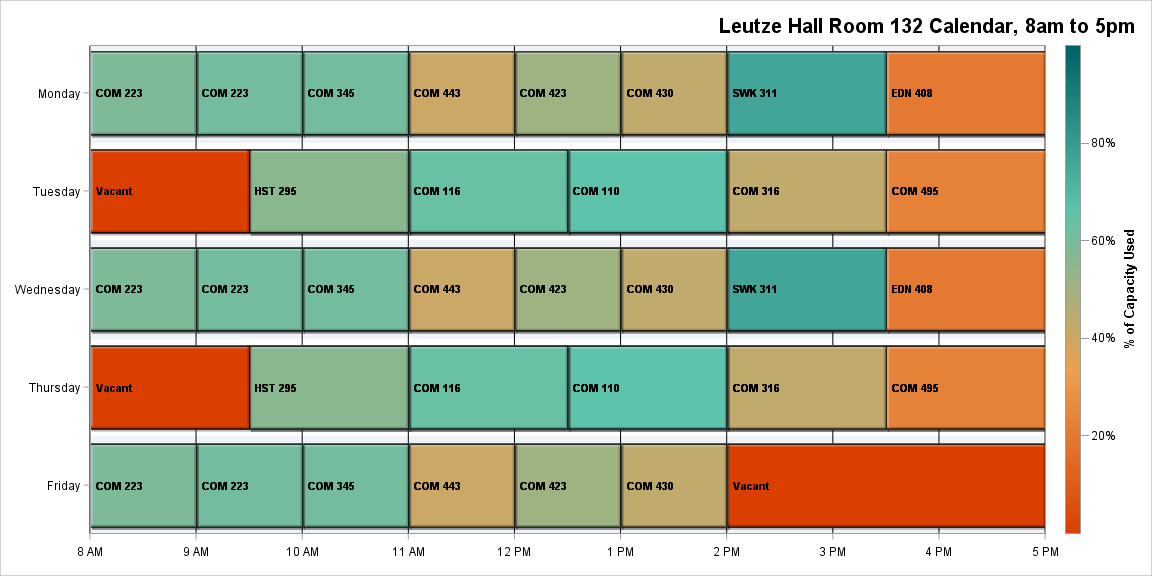 Leutze Hall Room 132 Calendar, 8am to 5pm
Monday
COM 223
COM 223
COM 345
COM 443
COM 423
COM 430
SWK 311
EDN 408
Tuesday
Vacant
HST 295
COM 116
COM 110
COM 316
COM 495
Wednesday
COM 223
COM 223
COM 345
COM 443
COM 423
COM 430
SWK 311
EDN 408
Thursday
Vacant
HST 295
COM 116
COM 110
COM 316
COM 495
Friday
COM 223
COM 223
COM 345
COM 443
COM 423
COM 430
Vacant
8 AM
9 AM
10 AM
11 AM
12 PM
1 PM
2 PM
3 PM
4 PM
5 PM
80%
60%
40%
20%
% of Capacity Used